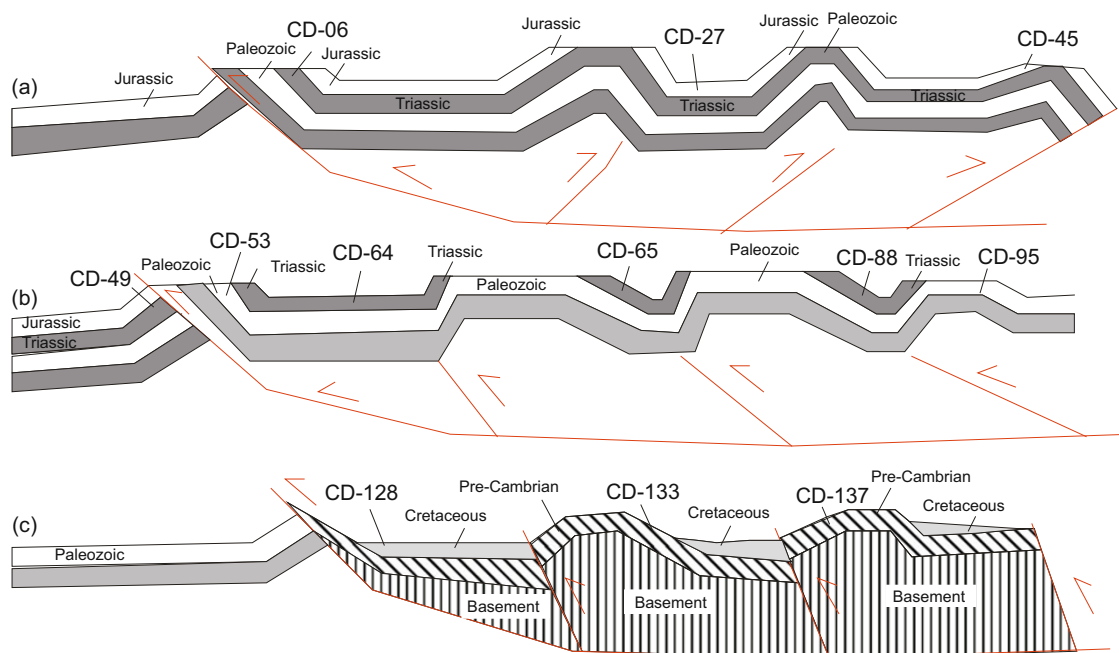 (a)
Jurassic
Paleozoic
CD-06
Jurassic
Jurassic
CD-27
Jurassic
Paleozoic
CD-45
Triassic
Triassic
Triassic
(b)
CD-49
Paleozoic
CD-53
Triassic
CD-64
Triassic
Paleozoic
CD-65
Paleozoic
CD-88
Triassic
CD-95
Jurassic
Triassic
(c)
Paleozoic
CD-128
Cretaceous
Pre-Cambrian
CD-133
Cretaceous
CD-137
Pre-Cambrian
Cretaceous
Basement
Basement
Basement